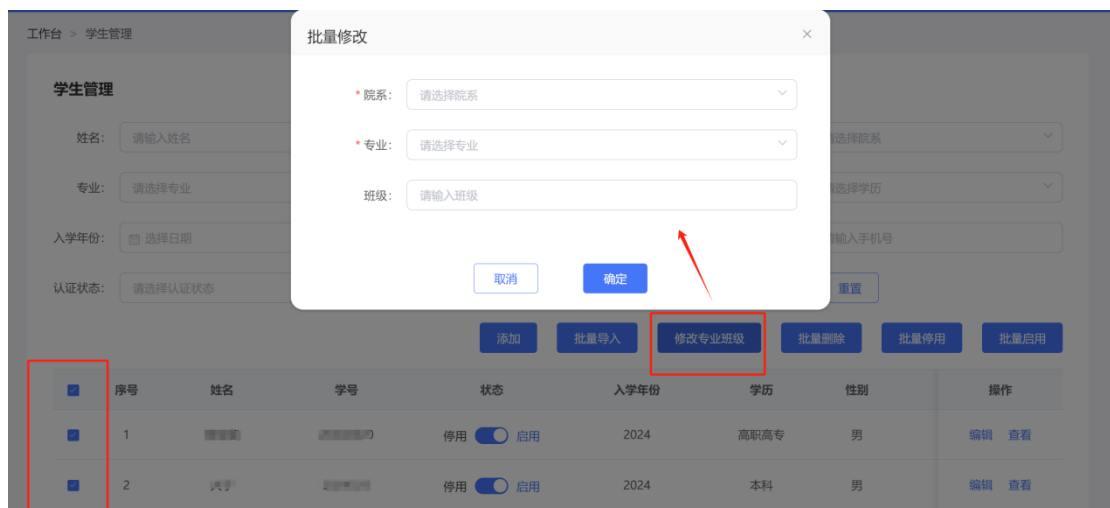 工作台 > 学生管理
批量修改
学生管理
* 院系: 请选择院系
* 专业: 请选择专业
班级: 请输入班级
取消 确定
姓名: 请输入姓名 选择院系
专业: 请选择专业 选择学历
入学年份: 选择日期 输入手机号
认证状态: 请选择认证状态 重置
添加 批量导入 修改专业班级 批量删除 批量停用 批量启用
序号 姓名 学号 状态 入学年份 学历 性别 操作
1 停用 启用 2024 高职高专 男 编辑 查看
2 停用 启用 2024 本科 男 编辑 查看